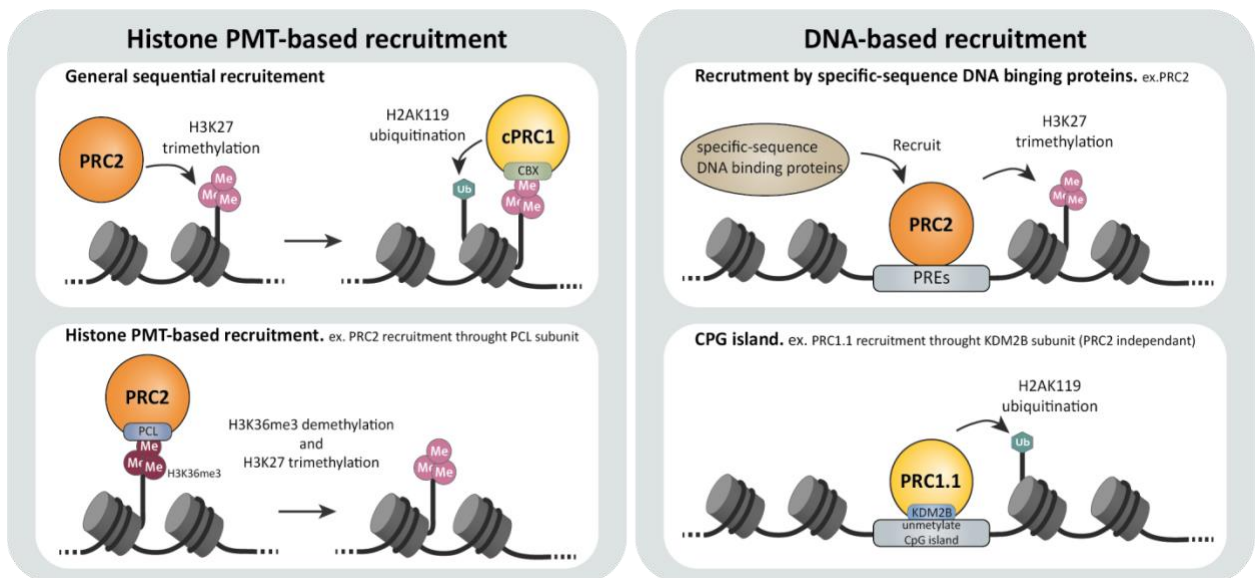 Histone PMT-based recruitment
General sequential recruitement
PRC2
H3K27
trimethylation
Me
Me Me
H2AK119
ubiquitination
cPRC1
CBX
Ub
Me
Me Me
Histone PMT-based recruitment. ex. PRC2 recruitment throught PCL subunit
PRC2
PCL
Me
Me Me
H3K36me3
H3K36me3 demethylation
and
H3K27 trimethylation
Me
Me Me
DNA-based recruitment
Recrutment by specific-sequence DNA binging proteins. ex.PRC2
specific-sequence
DNA binding proteins
Recruit
PRC2
PREs
H3K27
trimethylation
Me
Me Me
CPG island. ex. PRC1.1 recruitment throught KDM2B subunit (PRC2 independant)
H2AK119
ubiquitination
Ub
PRC1.1
KDM2B
unmetylate
CpG island